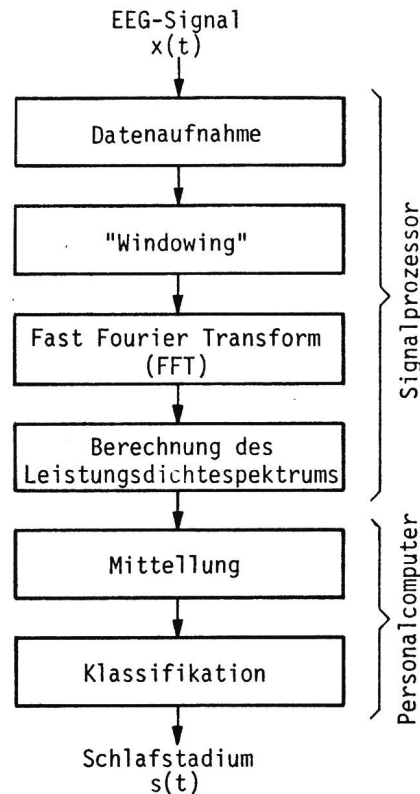 EEG-Signal
x(t)
Datenaufnahme
"Windowing"
Fast Fourier Transform
(FFT)
Berechnung des
Leistungsdichtespektrums
Mittellung
Klassifikation
Schlafstadium
s(t)
Signalprozessor
Personalcomputer